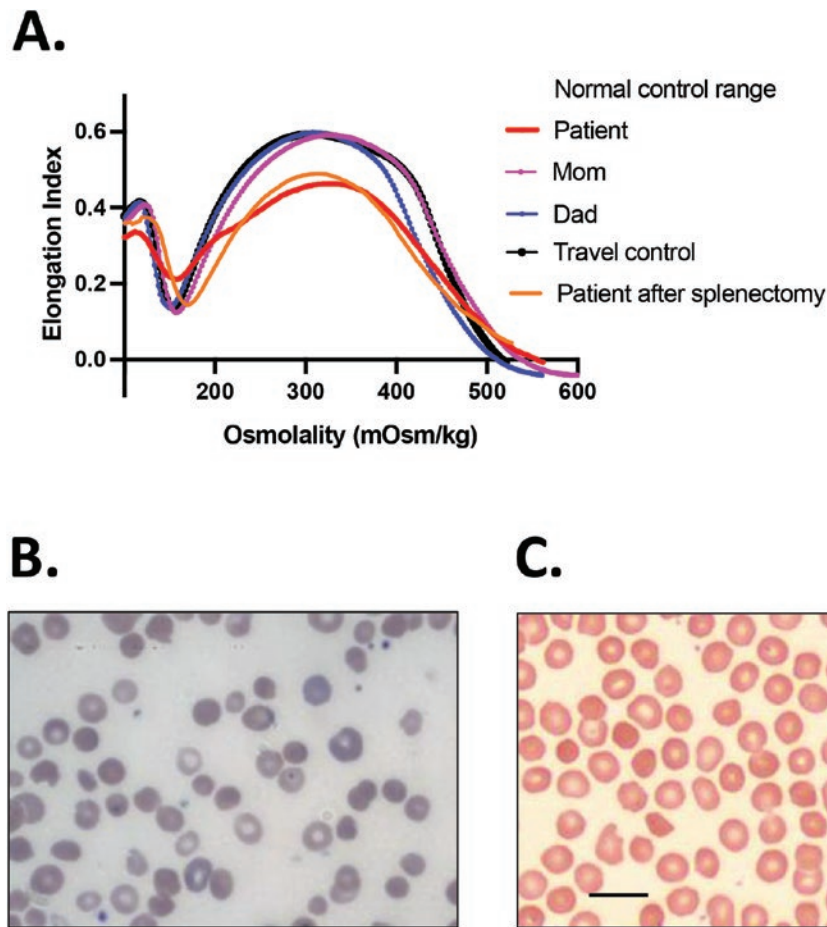 A.
Elongation Index
0.6
0.4
0.2
0.0
200 300 400 500 600
Osmolality (mOsm/kg)
Normal control range
Patient
Mom
Dad
Travel control
Patient after splenectomy
B.
C.